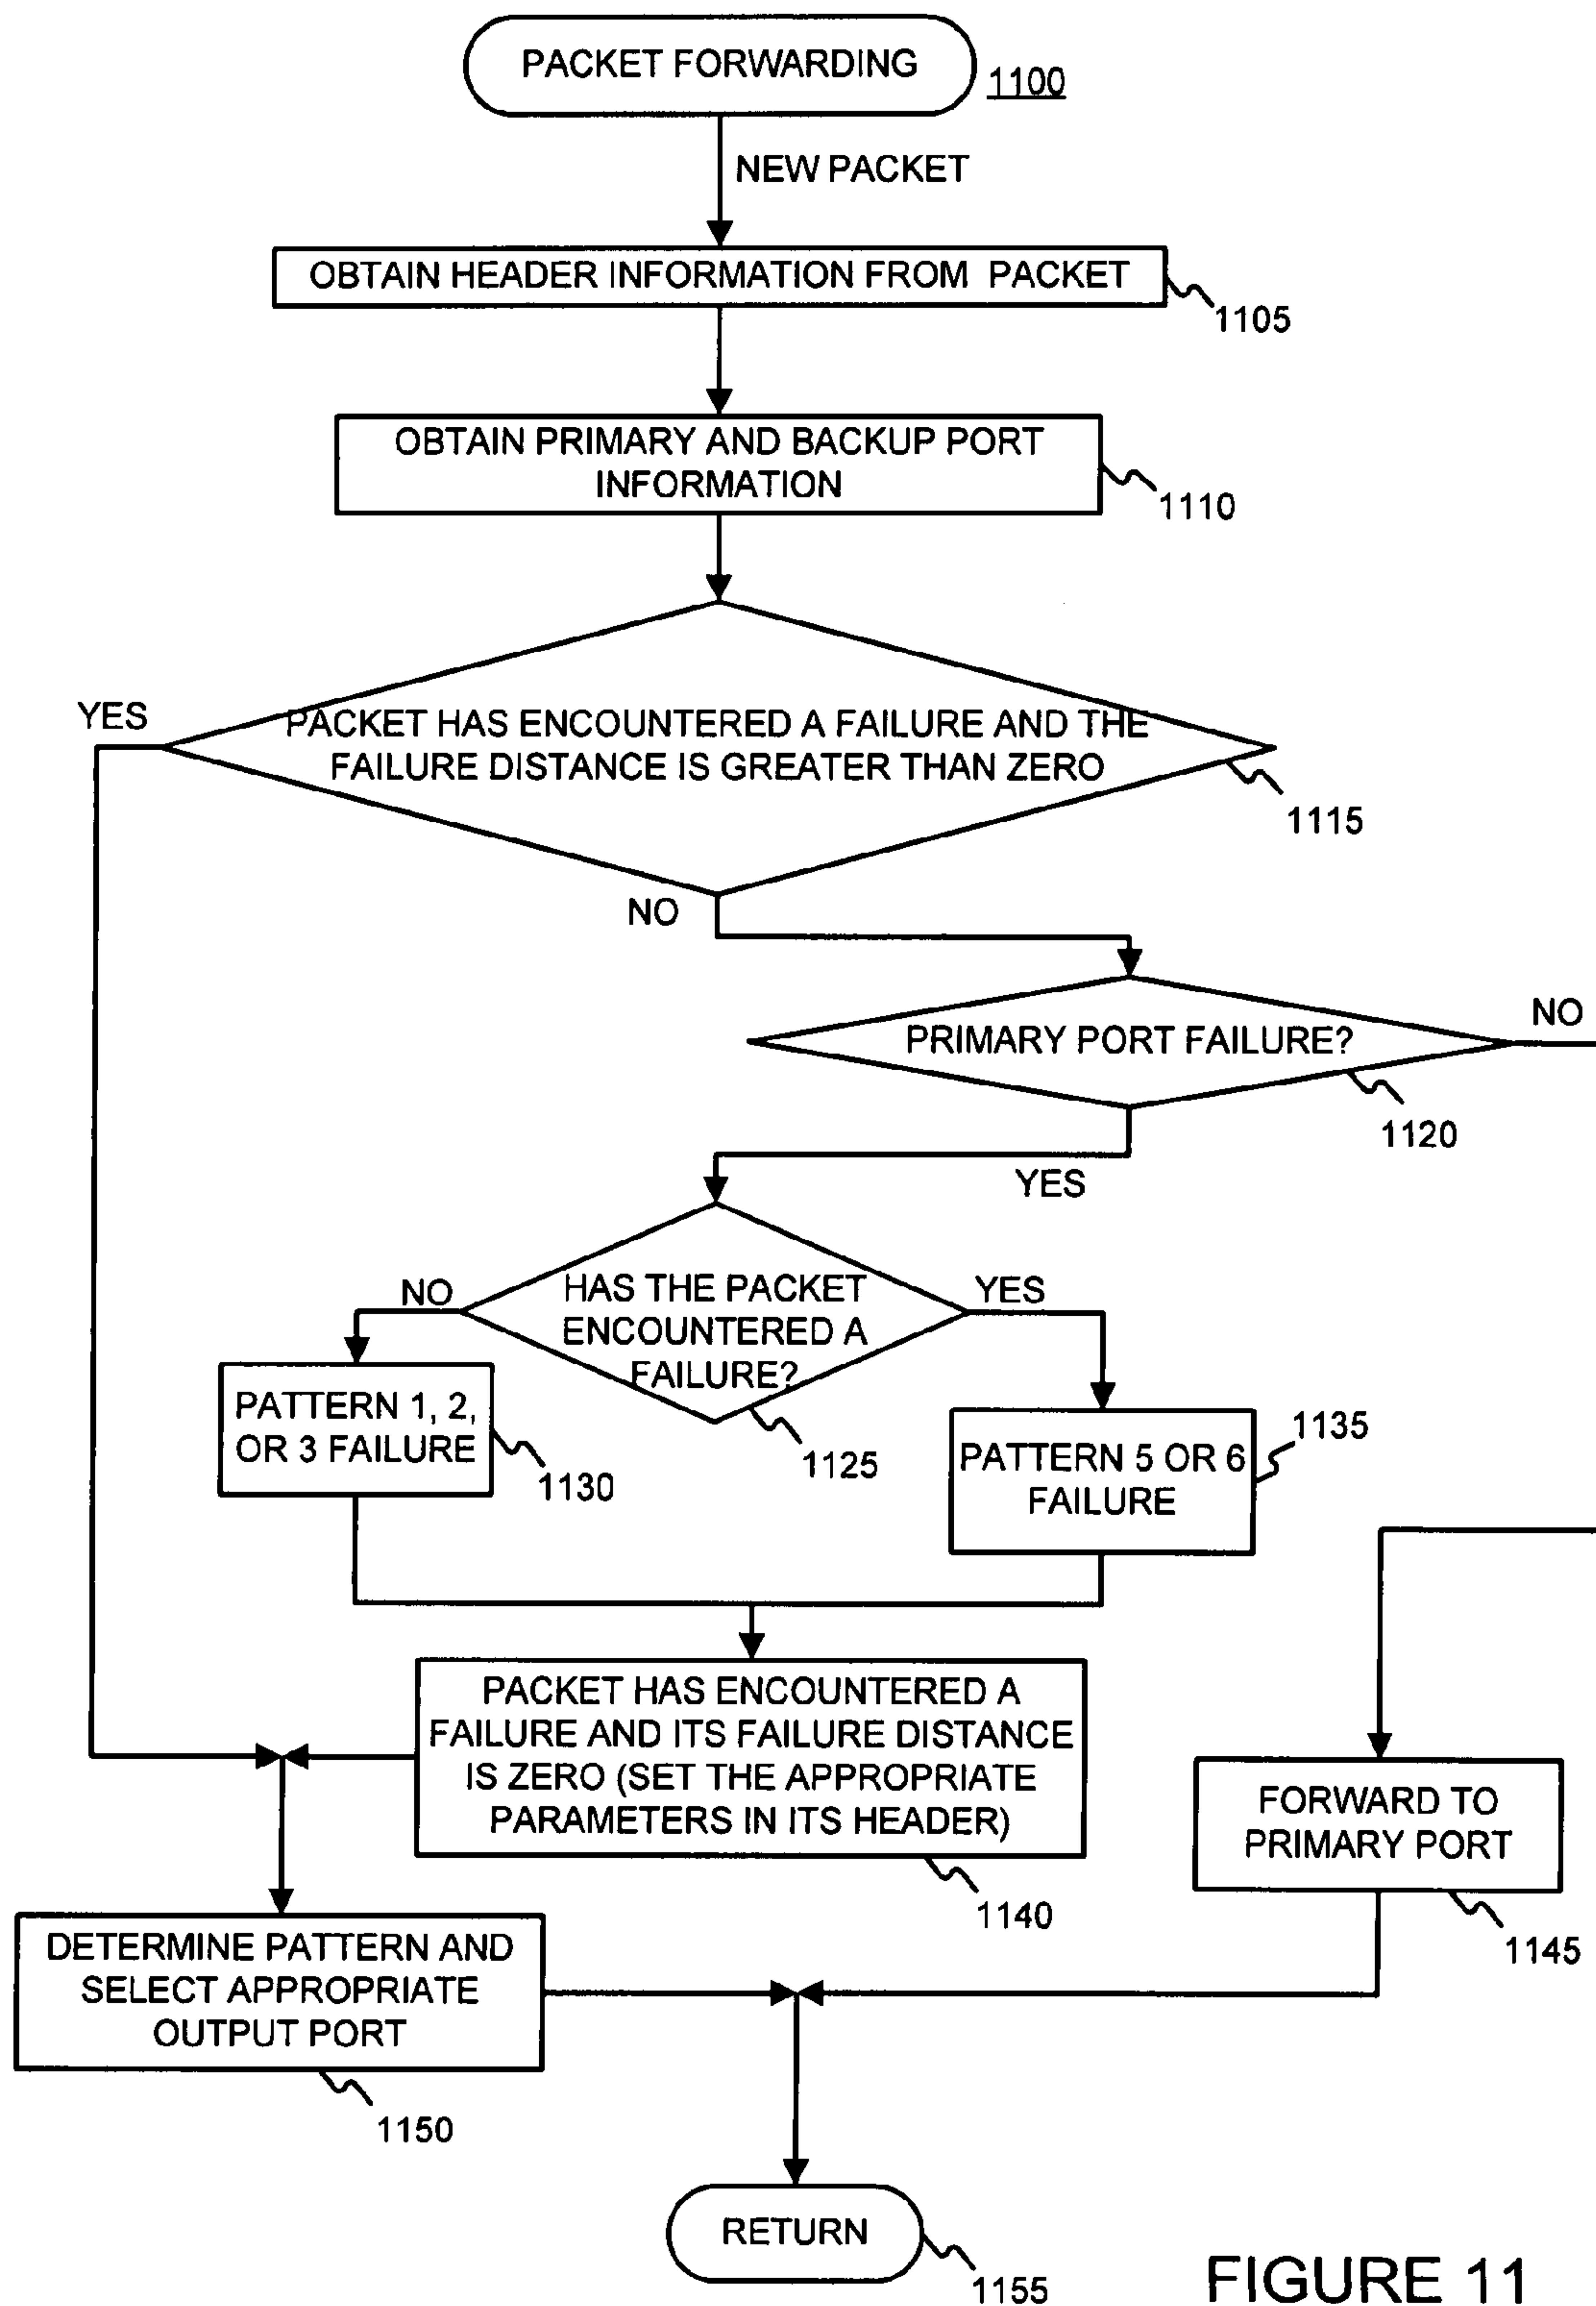 PACKET FORWARDING
1100
NEW PACKET
OBTAIN HEADER INFORMATION FROM PACKET
1105
OBTAIN PRIMARY AND BACKUP PORT
INFORMATION
1110
YES
PACKET HAS ENCOUNTERED A FAILURE AND THE
FAILURE DISTANCE IS GREATER THAN ZERO
1115
NO
NO
PRIMARY PORT FAILURE?
1120
YES
NO
HAS THE PACKET
ENCOUNTERED A
FAILURE?
YES
1125
PATTERN 1, 2,
OR 3 FAILURE
1130
1135
PATTERN 5 OR 6
FAILURE
PACKET HAS ENCOUNTERED A
FAILURE AND ITS FAILURE DISTANCE
IS ZERO (SET THE APPROPRIATE
PARAMETERS IN ITS HEADER)
1140
FORWARD TO
PRIMARY PORT
1145
DETERMINE PATTERN AND
SELECT APPROPRIATE
OUTPUT PORT
1150
RETURN
1155
FIGURE 11